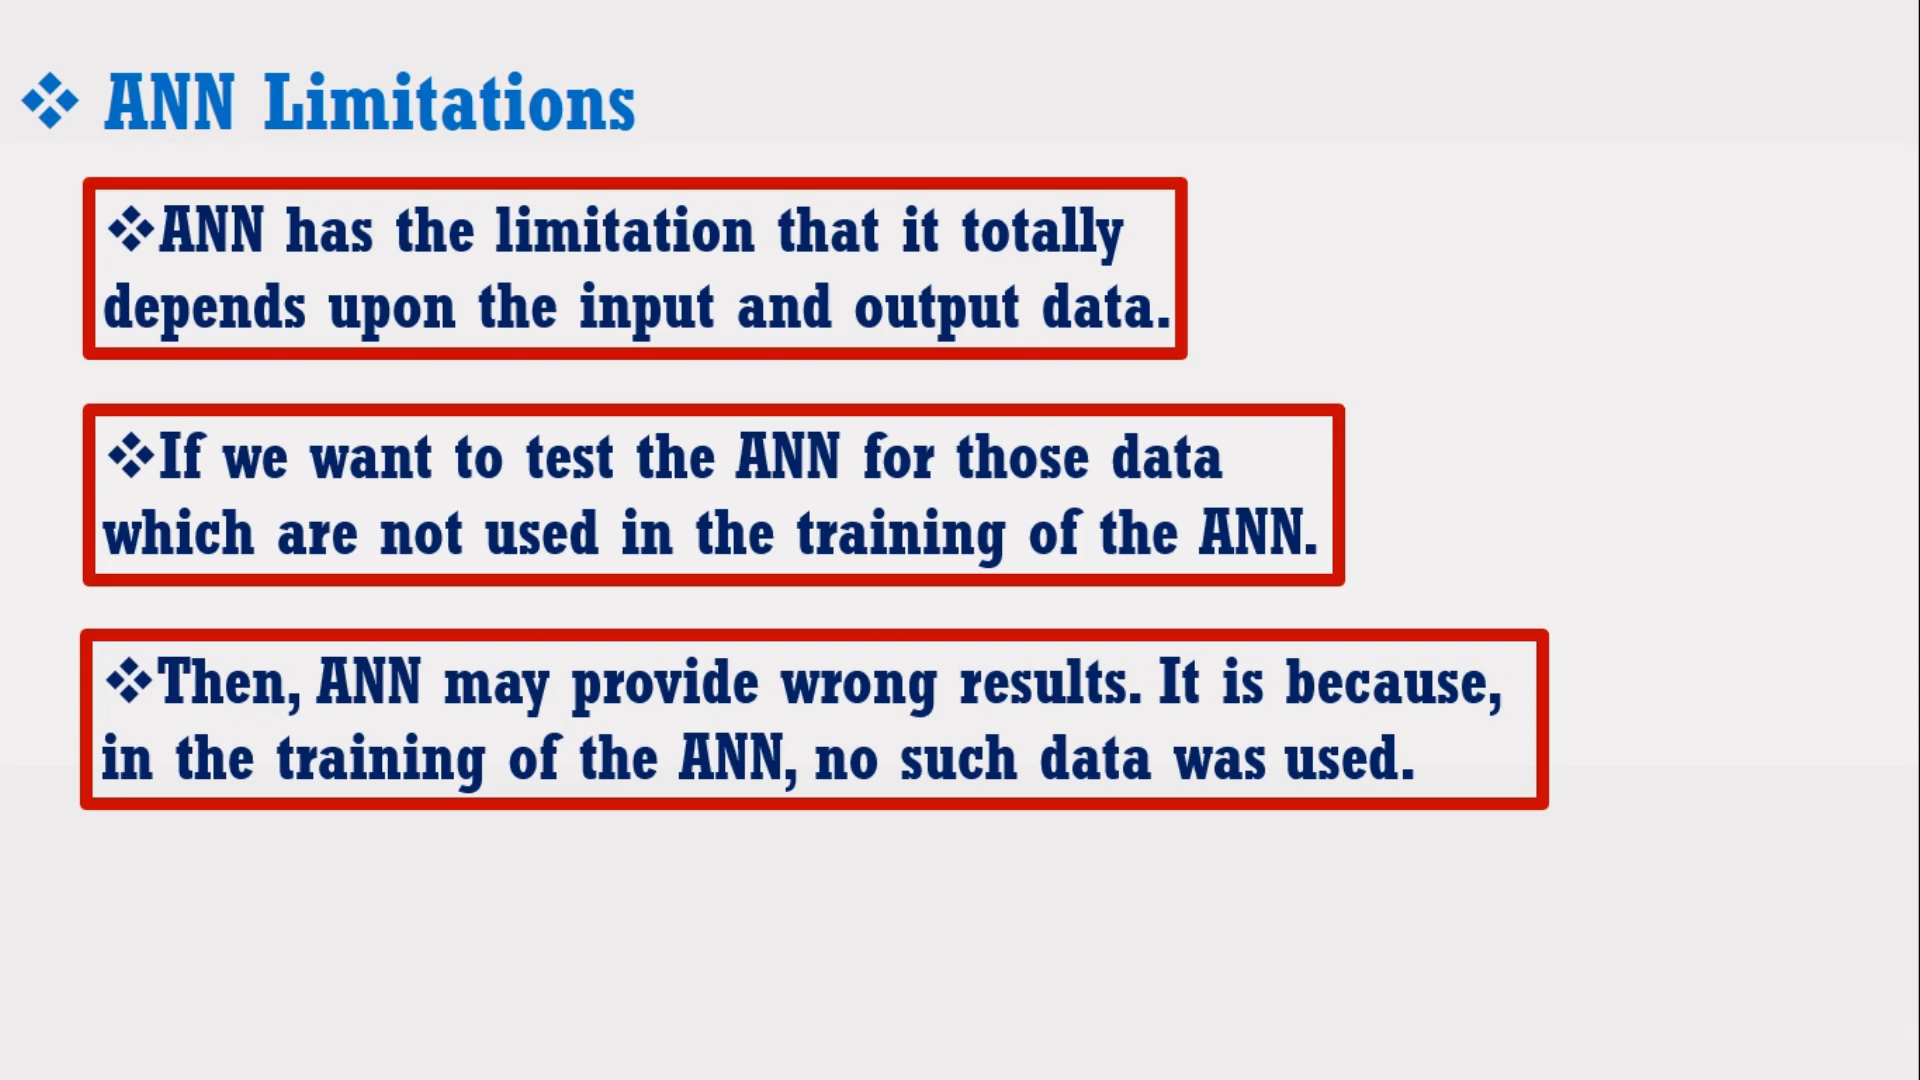 ❖ ANN Limitations
❖ANN has the limitation that it totally
depends upon the input and output data.
❖If we want to test the ANN for those data
which are not used in the training of the ANN.
❖Then, ANN may provide wrong results. It is because,
in the training of the ANN, no such data was used.